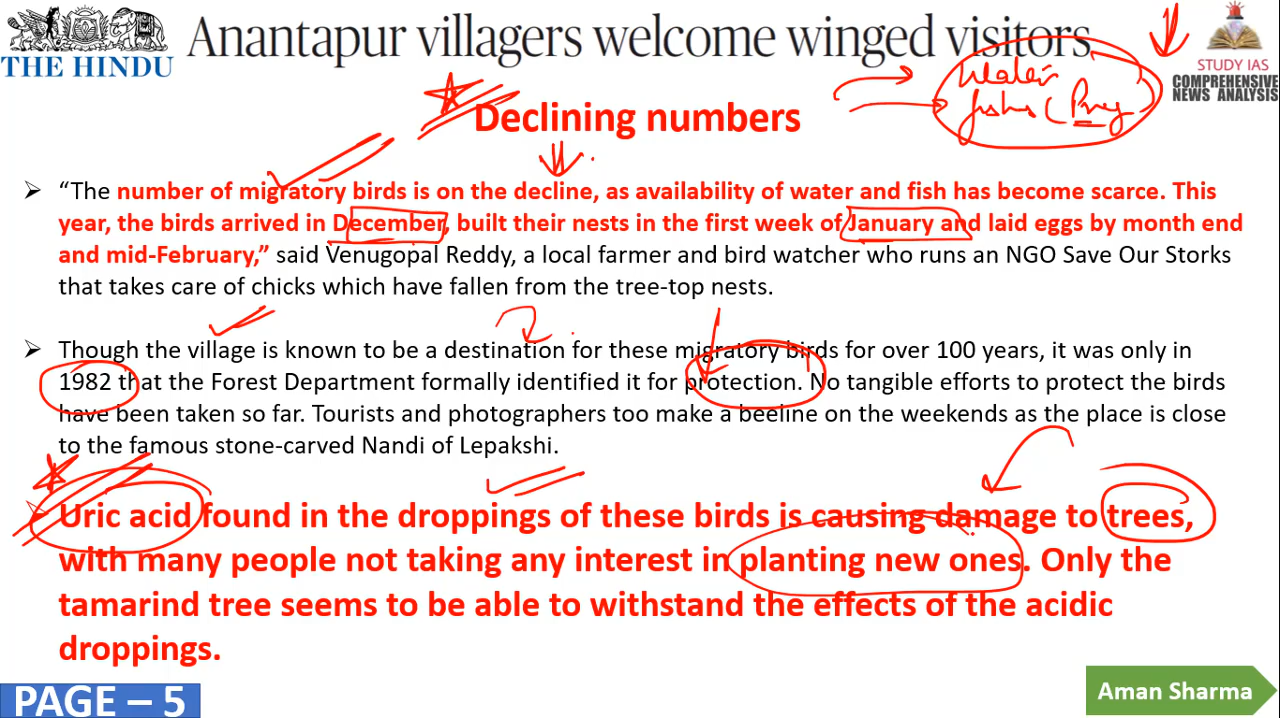 THE HINDU
Anantapur villagers welcome winged visitors
STUDY IAS
COMPREHENSIVE
NEWS ANALYSIS
water
fishes (Prey)
Declining numbers
➤ “The number of migratory birds is on the decline, as availability of water and fish has become scarce. This
year, the birds arrived in December, built their nests in the first week of January and laid eggs by month end
and mid-February,” said Venugopal Reddy, a local farmer and bird watcher who runs an NGO Save Our Storks
that takes care of chicks which have fallen from the tree-top nests.
➤ Though the village is known to be a destination for these migratory birds for over 100 years, it was only in
1982 that the Forest Department formally identified it for protection. No tangible efforts to protect the birds
have been taken so far. Tourists and photographers too make a beeline on the weekends as the place is close
to the famous stone-carved Nandi of Lepakshi.
➤ Uric acid found in the droppings of these birds is causing damage to trees,
with many people not taking any interest in planting new ones. Only the
tamarind tree seems to be able to withstand the effects of the acidic
droppings.
PAGE – 5
Aman Sharma